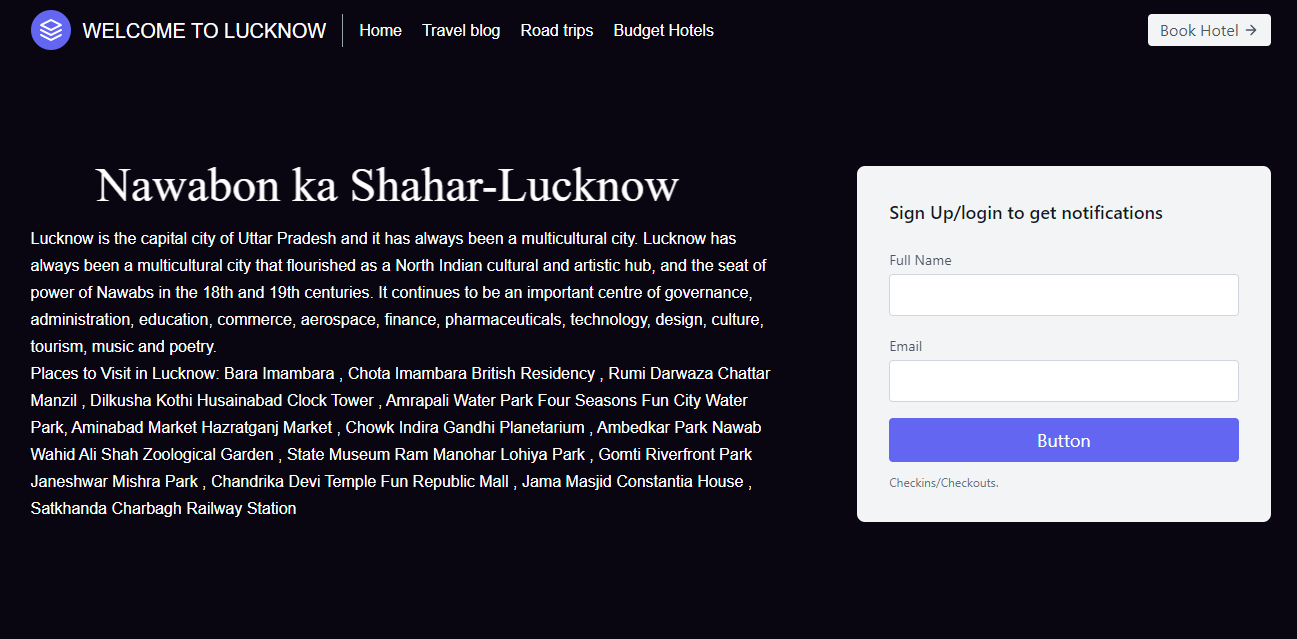 WELCOME TO LUCKNOW
Home Travel blog Road trips Budget Hotels
Book Hotel →
Nawabon ka Shahar-Lucknow
Lucknow is the capital city of Uttar Pradesh and it has always been a multicultural city. Lucknow has
always been a multicultural city that flourished as a North Indian cultural and artistic hub, and the seat of
power of Nawabs in the 18th and 19th centuries. It continues to be an important centre of governance,
administration, education, commerce, aerospace, finance, pharmaceuticals, technology, design, culture,
tourism, music and poetry.
Places to Visit in Lucknow: Bara Imambara , Chota Imambara British Residency , Rumi Darwaza Chattar
Manzil , Dilkusha Kothi Husainabad Clock Tower , Amrapali Water Park Four Seasons Fun City Water
Park, Aminabad Market Hazratganj Market , Chowk Indira Gandhi Planetarium , Ambedkar Park Nawab
Wahid Ali Shah Zoological Garden , State Museum Ram Manohar Lohiya Park , Gomti Riverfront Park
Janeshwar Mishra Park , Chandrika Devi Temple Fun Republic Mall , Jama Masjid Constantia House ,
Satkhanda Charbagh Railway Station
Sign Up/login to get notifications
Full Name
Email
Button
Checkins/Checkouts.